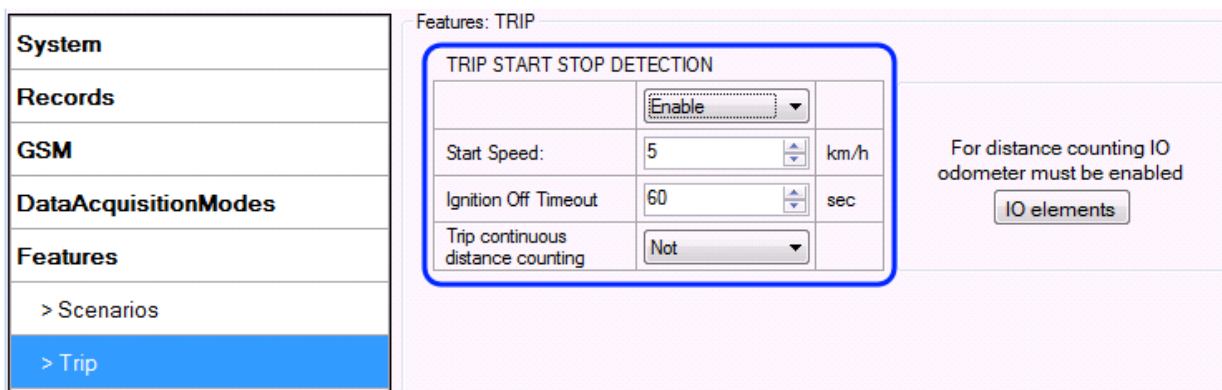 System
Records
GSM
DataAcquisitionModes
Features
> Scenarios
> Trip
Features: TRIP
TRIP START STOP DETECTION
Enable
Start Speed: 5 km/h
Ignition Off Timeout 60 sec
Trip continuous
distance counting Not
For distance counting IO
odometer must be enabled
IO elements